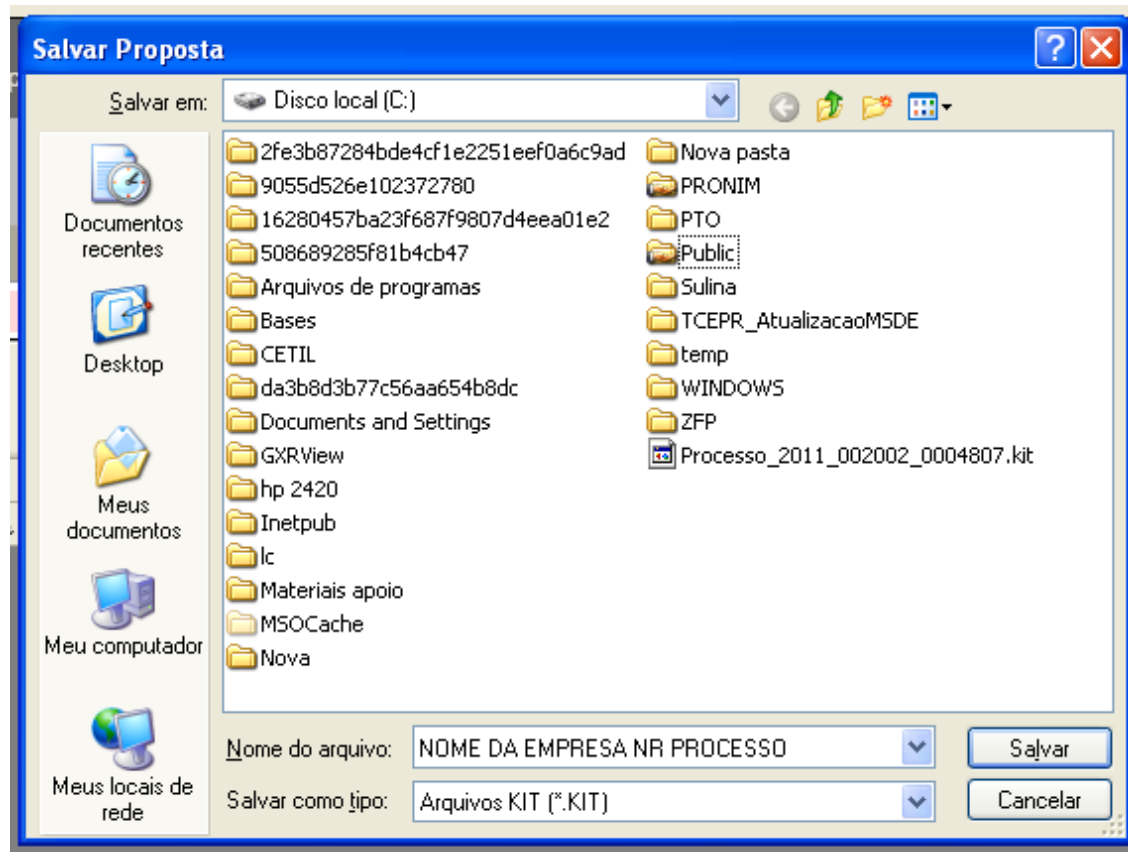 Salvar Proposta
Salvar em:
Disco local (C:)
Documentos
recentes
Desktop
Meus
documentos
Meu computador
Meus locais de
rede
2fe3b87284bde4cf1e2251eef0a6c9ad
9055d526e102372780
16280457ba23f687f9807d4eea01e2
508689285f81b4cb47
Arquivos de programas
Bases
CETIL
da3b8d3b77c56aa654b8dc
Documents and Settings
GXRView
hp 2420
Inetpub
lc
Materiais apoio
MSOCache
Nova
Nova pasta
PRONIM
PTO
Public
Sulina
TCEPR_AtualizacaoMSDE
temp
WINDOWS
ZFP
Processo_2011_002002_0004807.kit
Nome do arquivo:
NOME DA EMPRESA NR PROCESSO
Salvar
Salvar como tipo:
Arquivos KIT (*.KIT)
Cancelar